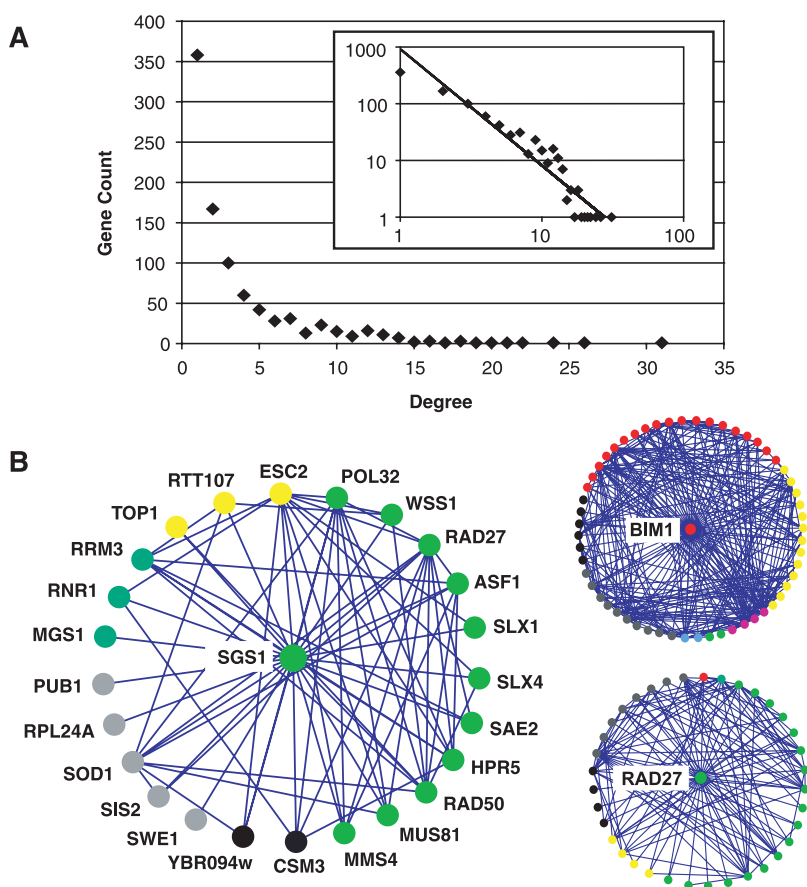 A
400
350
300
250
200
150
100
50
0
Gene Count
0 5 10 15 20 25 30 35
Degree
1000
100
10
1
1 10 100
B
ESC2
POL32
WSS1
RAD27
ASF1
SLX1
SLX4
SAE2
HPR5
RAD50
MUS81
MMS4
CSM3
YBR094w
SWE1
SIS2
SOD1
RPL24A
PUB1
MGS1
RNR1
RRM3
TOP1
RTT107
SGS1
BIM1
RAD27